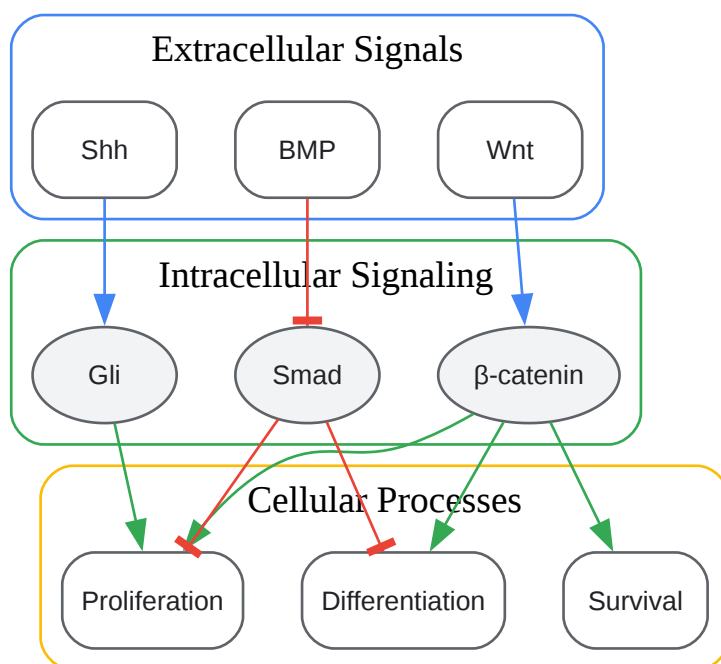 Extracellular Signals
Shh
BMP
Wnt
Intracellular Signaling
Gli
Smad
β-catenin
Cellular Processes
Proliferation
Differentiation
Survival